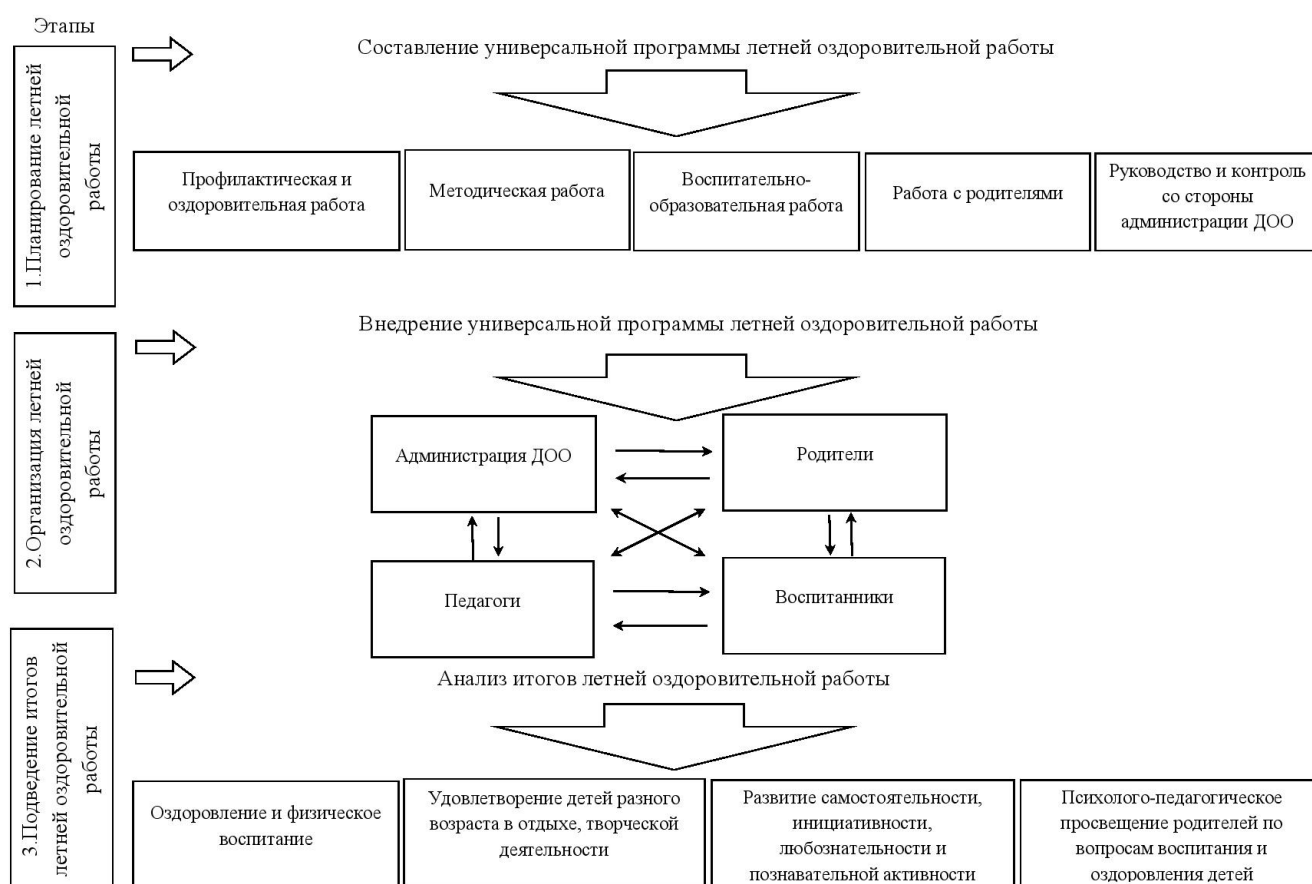 Этапы
1.Планирование летней
оздоровительной
работы
Составление универсальной программы летней оздоровительной работы
Профилактическая и
оздоровительная работа
Методическая работа
Воспитательно-
образовательная работа
Работа с родителями
Руководство и контроль
со стороны
администрации ДОО
2.Организация летней
оздоровительной
работы
Внедрение универсальной программы летней оздоровительной работы
Администрация ДОО
Родители
Педагоги
Воспитанники
3.Подведение итогов
летней оздоровительной
работы
Анализ итогов летней оздоровительной работы
Оздоровление и физическое
воспитание
Удовлетворение детей разного
возраста в отдыхе, творческой
деятельности
Развитие самостоятельности,
инициативности,
любознательности и
познавательной активности
Психолого-педагогическое
просвещение родителей по
вопросам воспитания и
оздоровления детей